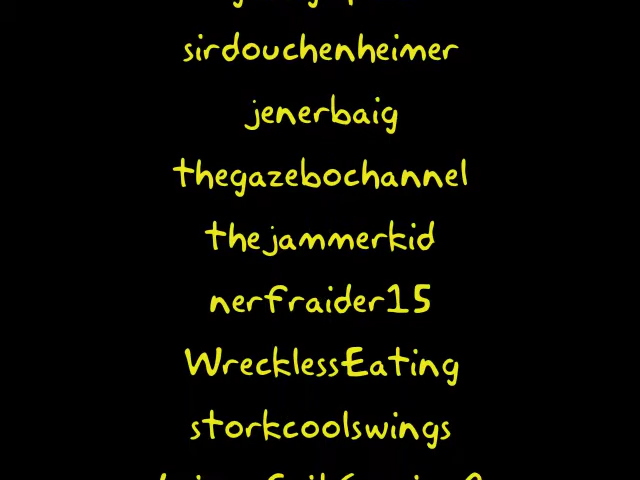 sirdouchenheimer
jenerbaig
thegazebochannel
thejammerkid
nerfraider15
WrecklessEating
storkcoolswings